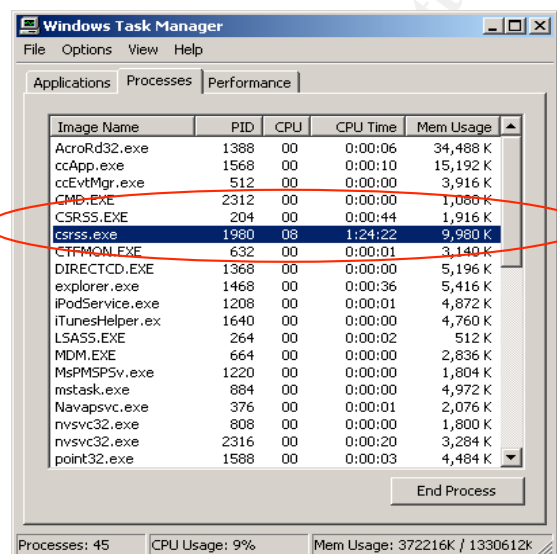 Windows Task Manager
File Options View Help
Applications Processes Performance
Image Name PID CPU CPU Time Mem Usage
AcroRd32.exe 1388 00 0:00:06 34,488 K
ccApp.exe 1568 00 0:00:10 15,192 K
ccEvtMgr.exe 512 00 0:00:00 3,916 K
CMD.EXE 2312 00 0:00:00 1,080 K
CSRSS.EXE 204 00 0:00:44 1,916 K
csrss.exe 1980 08 1:24:22 9,980 K
CTFMON.EXE 632 00 0:00:01 3,140 K
DIRECTCD.EXE 1368 00 0:00:00 5,196 K
explorer.exe 1468 00 0:00:36 5,416 K
iPodService.exe 1208 00 0:00:01 4,872 K
iTunesHelper.ex 1640 00 0:00:00 4,760 K
LSASS.EXE 264 00 0:00:02 512 K
MDM.EXE 664 00 0:00:00 2,836 K
MsPMSPSv.exe 1220 00 0:00:00 1,804 K
mstask.exe 884 00 0:00:00 4,972 K
Navapsvc.exe 376 00 0:00:01 2,076 K
nvsvc32.exe 808 00 0:00:00 1,800 K
nvsvc32.exe 2316 00 0:00:20 3,284 K
point32.exe 1588 00 0:00:03 4,484 K
End Process
Processes: 45 CPU Usage: 9% Mem Usage: 372216K / 1330612K